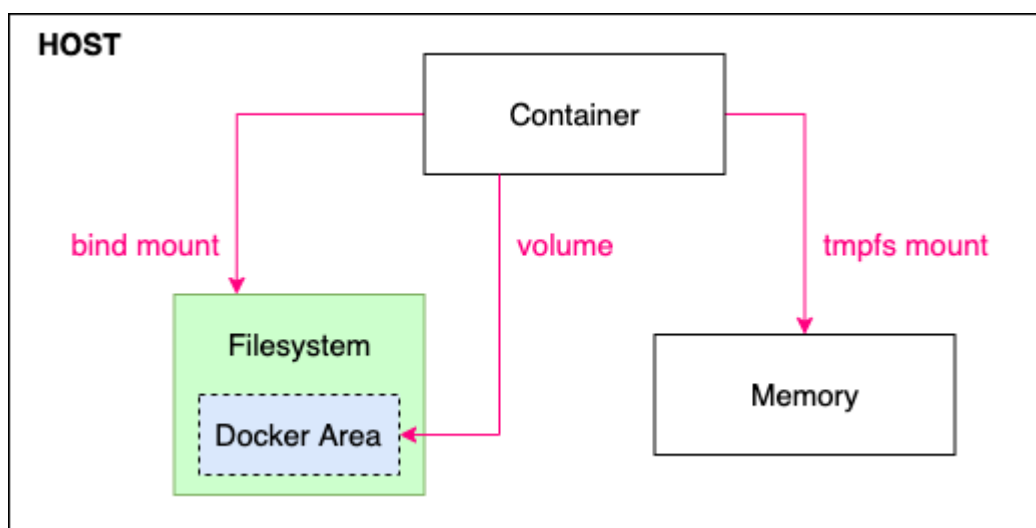 HOST
Container
bind mount
volume
tmpfs mount
Filesystem
Docker Area
Memory